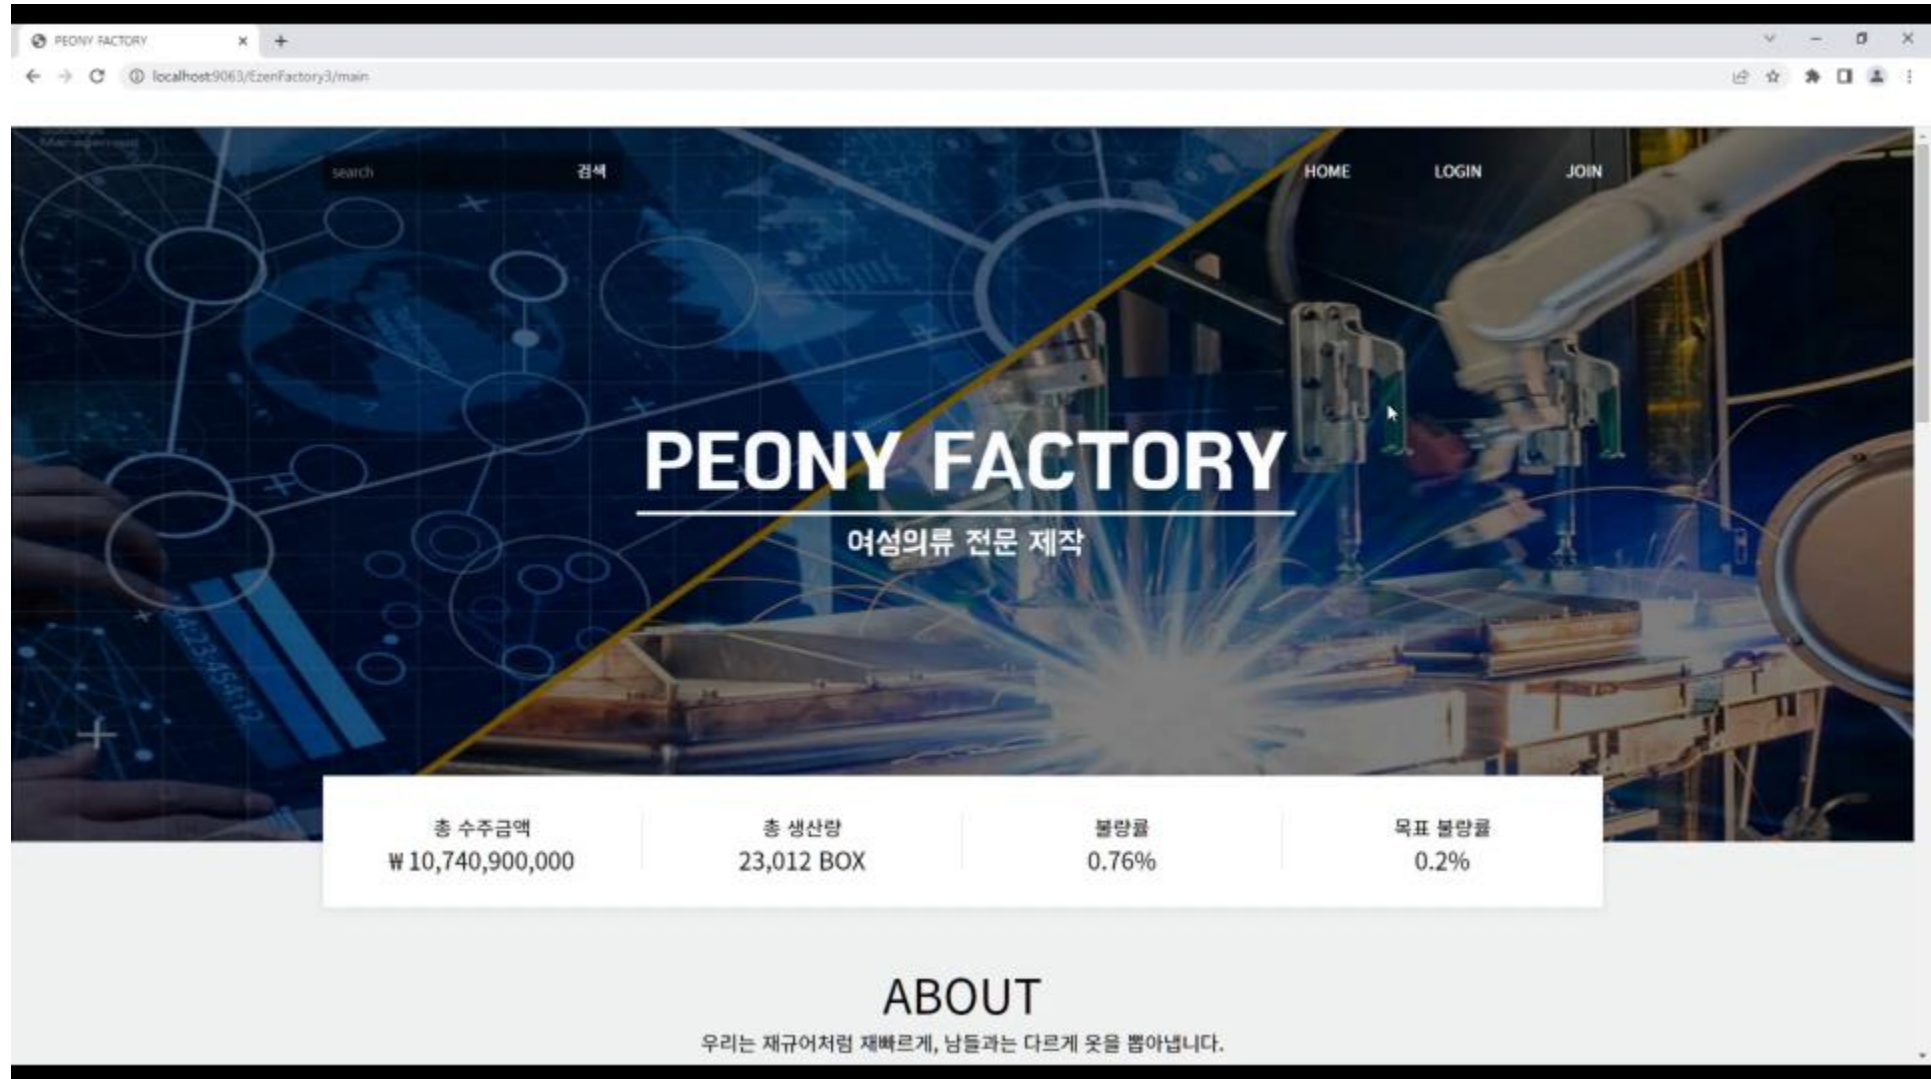 PEONY FACTORY
localhost:9063/EzenFactory3/main
Management
search 검색 HOME LOGIN JOIN
PEONY FACTORY
여성의류 전문 제작
총 수주금액 총 생산량 불량률 목표 불량률
₩ 10,740,900,000 23,012 BOX 0.76% 0.2%
ABOUT
우리는 재규어처럼 재빠르게, 남들과는 다르게 옷을 뽑아냅니다.